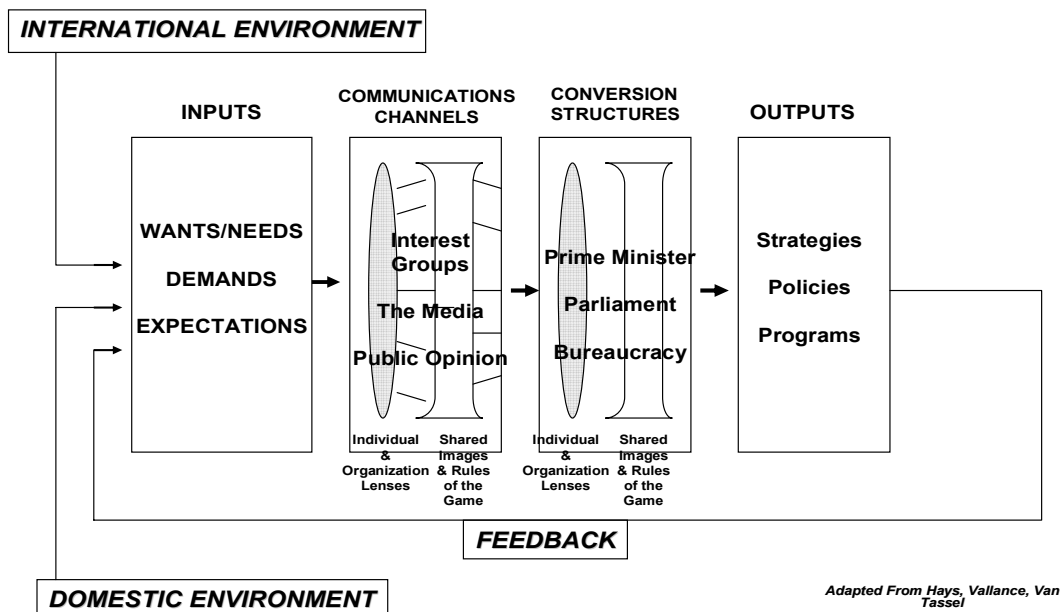 INTERNATIONAL ENVIRONMENT
INPUTS
COMMUNICATIONS
CHANNELS
CONVERSION
STRUCTURES
OUTPUTS
WANTS/NEEDS
DEMANDS
EXPECTATIONS
Interest
Groups
The Media
Public Opinion
Individual
&
Organization
Lenses
Shared
Images
& Rules
of the
Game
Prime Minister
Parliament
Bureaucracy
Individual
&
Organization
Lenses
Shared
Images
& Rules
of the
Game
Strategies
Policies
Programs
FEEDBACK
DOMESTIC ENVIRONMENT
Adapted From Hays, Vallance, Van
Tassel